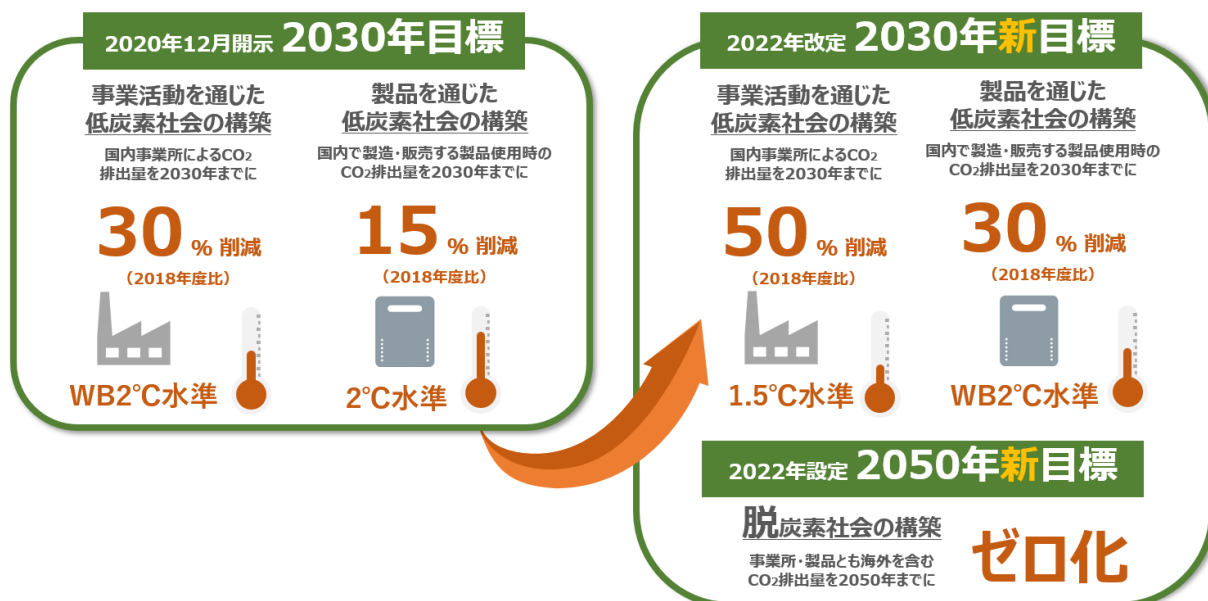 2020年12月開示 2030年目標
事業活動を通じた
低炭素社会の構築
国内事業所によるCO₂
排出量を2030年までに
30 % 削減
（2018年度比）
WB2℃水準
製品を通じた
低炭素社会の構築
国内で製造・販売する製品使用時の
CO₂排出量を2030年までに
15 % 削減
（2018年度比）
2℃水準
2022年改定 2030年新目標
事業活動を通じた
低炭素社会の構築
国内事業所によるCO₂
排出量を2030年までに
50 % 削減
（2018年度比）
1.5℃水準
製品を通じた
低炭素社会の構築
国内で製造・販売する製品使用時の
CO₂排出量を2030年までに
30 % 削減
（2018年度比）
WB2℃水準
2022年設定 2050年新目標
脱炭素社会の構築
事業所・製品とも海外を含む
CO₂排出量を2050年までに
ゼロ化